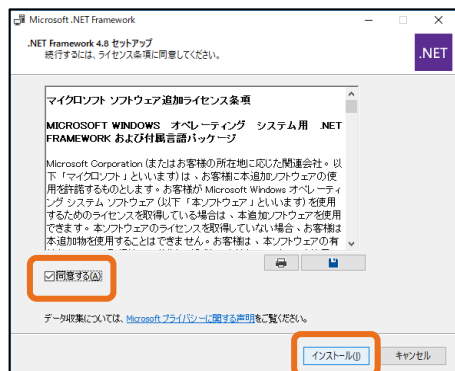 Microsoft .NET Framework
.NET Framework 4.8 セットアップ
続行するには、ライセンス条項に同意してください。
.NET
マイクロソフト ソフトウェア追加ライセンス条項
MICROSOFT WINDOWS オペレーティング システム用 .NET
FRAMEWORK および付属言語パッケージ
Microsoft Corporation (またはお客様の所在地に応じた関連会社。以
下「マイクロソフト」といいます) は、お客様に本追加ソフトウェアの使
用を許諾するものとします。お客様が Microsoft Windows オペレーティ
ング システム ソフトウェア (以下「本ソフトウェア」といいます) を使用
するためのライセンスを取得している場合は、本追加ソフトウェアを使用
できます。本ソフトウェアのライセンスを取得していない場合、お客様は
本追加物を使用することはできません。お客様は、本ソフトウェアの有
同意する(A)
データ収集については、Microsoft プライバシーに関する声明をご覧ください。
インストール(I)
キャンセル